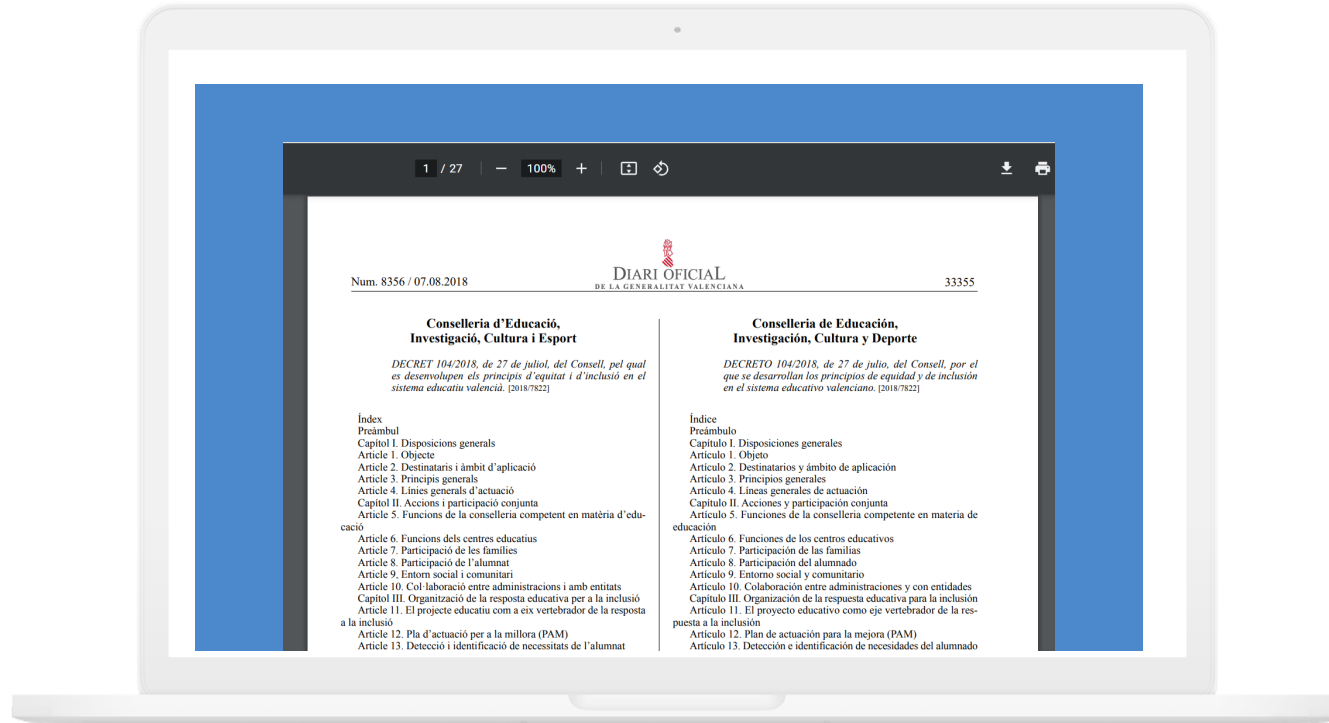 1 / 27 — 100% +
DIARI OFICIAL
DE LA GENERALITAT VALENCIANA
Num. 8356 / 07.08.2018
33355
Conselleria d’Educació,
Investigació, Cultura i Esport
DECRET 104/2018, de 27 de juliol, del Consell, pel qual
es desenvolupen els principis d’equitat i d’inclusió en el
sistema educatiu valencià. [2018/7822]
Índex
Preàmbul
Capítol I. Disposicions generals
Article 1. Objecte
Article 2. Destinataris i àmbit d’aplicació
Article 3. Principis generals
Article 4. Línies generals d’actuació
Capítol II. Accions i participació conjunta
Article 5. Funcions de la conselleria competent en matèria d’edu-
cació
Article 6. Funcions dels centres educatius
Article 7. Participació de les famílies
Article 8. Participació de l’alumnat
Article 9. Entorn social i comunitari
Article 10. Col·laboració entre administracions i amb entitats
Capítol III. Organització de la resposta educativa per a la inclusió
Article 11. El projecte educatiu com a eix vertebrador de la resposta
a la inclusió
Article 12. Pla d’actuació per a la millora (PAM)
Article 13. Detecció i identificació de necessitats de l’alumnat
Conselleria de Educación,
Investigación, Cultura y Deporte
DECRETO 104/2018, de 27 de julio, del Consell, por el
que se desarrollan los principios de equidad y de inclusión
en el sistema educativo valenciano. [2018/7822]
Índice
Preámbulo
Capítulo I. Disposiciones generales
Artículo 1. Objeto
Artículo 2. Destinatarios y ámbito de aplicación
Artículo 3. Principios generales
Artículo 4. Líneas generales de actuación
Capítulo II. Acciones y participación conjunta
Artículo 5. Funciones de la conselleria competente en materia de
educación
Artículo 6. Funciones de los centros educativos
Artículo 7. Participación de las familias
Artículo 8. Participación del alumnado
Artículo 9. Entorno social y comunitario
Artículo 10. Colaboración entre administraciones y con entidades
Capítulo III. Organización de la respuesta educativa para la inclusión
Artículo 11. El proyecto educativo como eje vertebrador de la res-
puesta a la inclusión
Artículo 12. Plan de actuación para la mejora (PAM)
Artículo 13. Detección e identificación de necesidades del alumnado